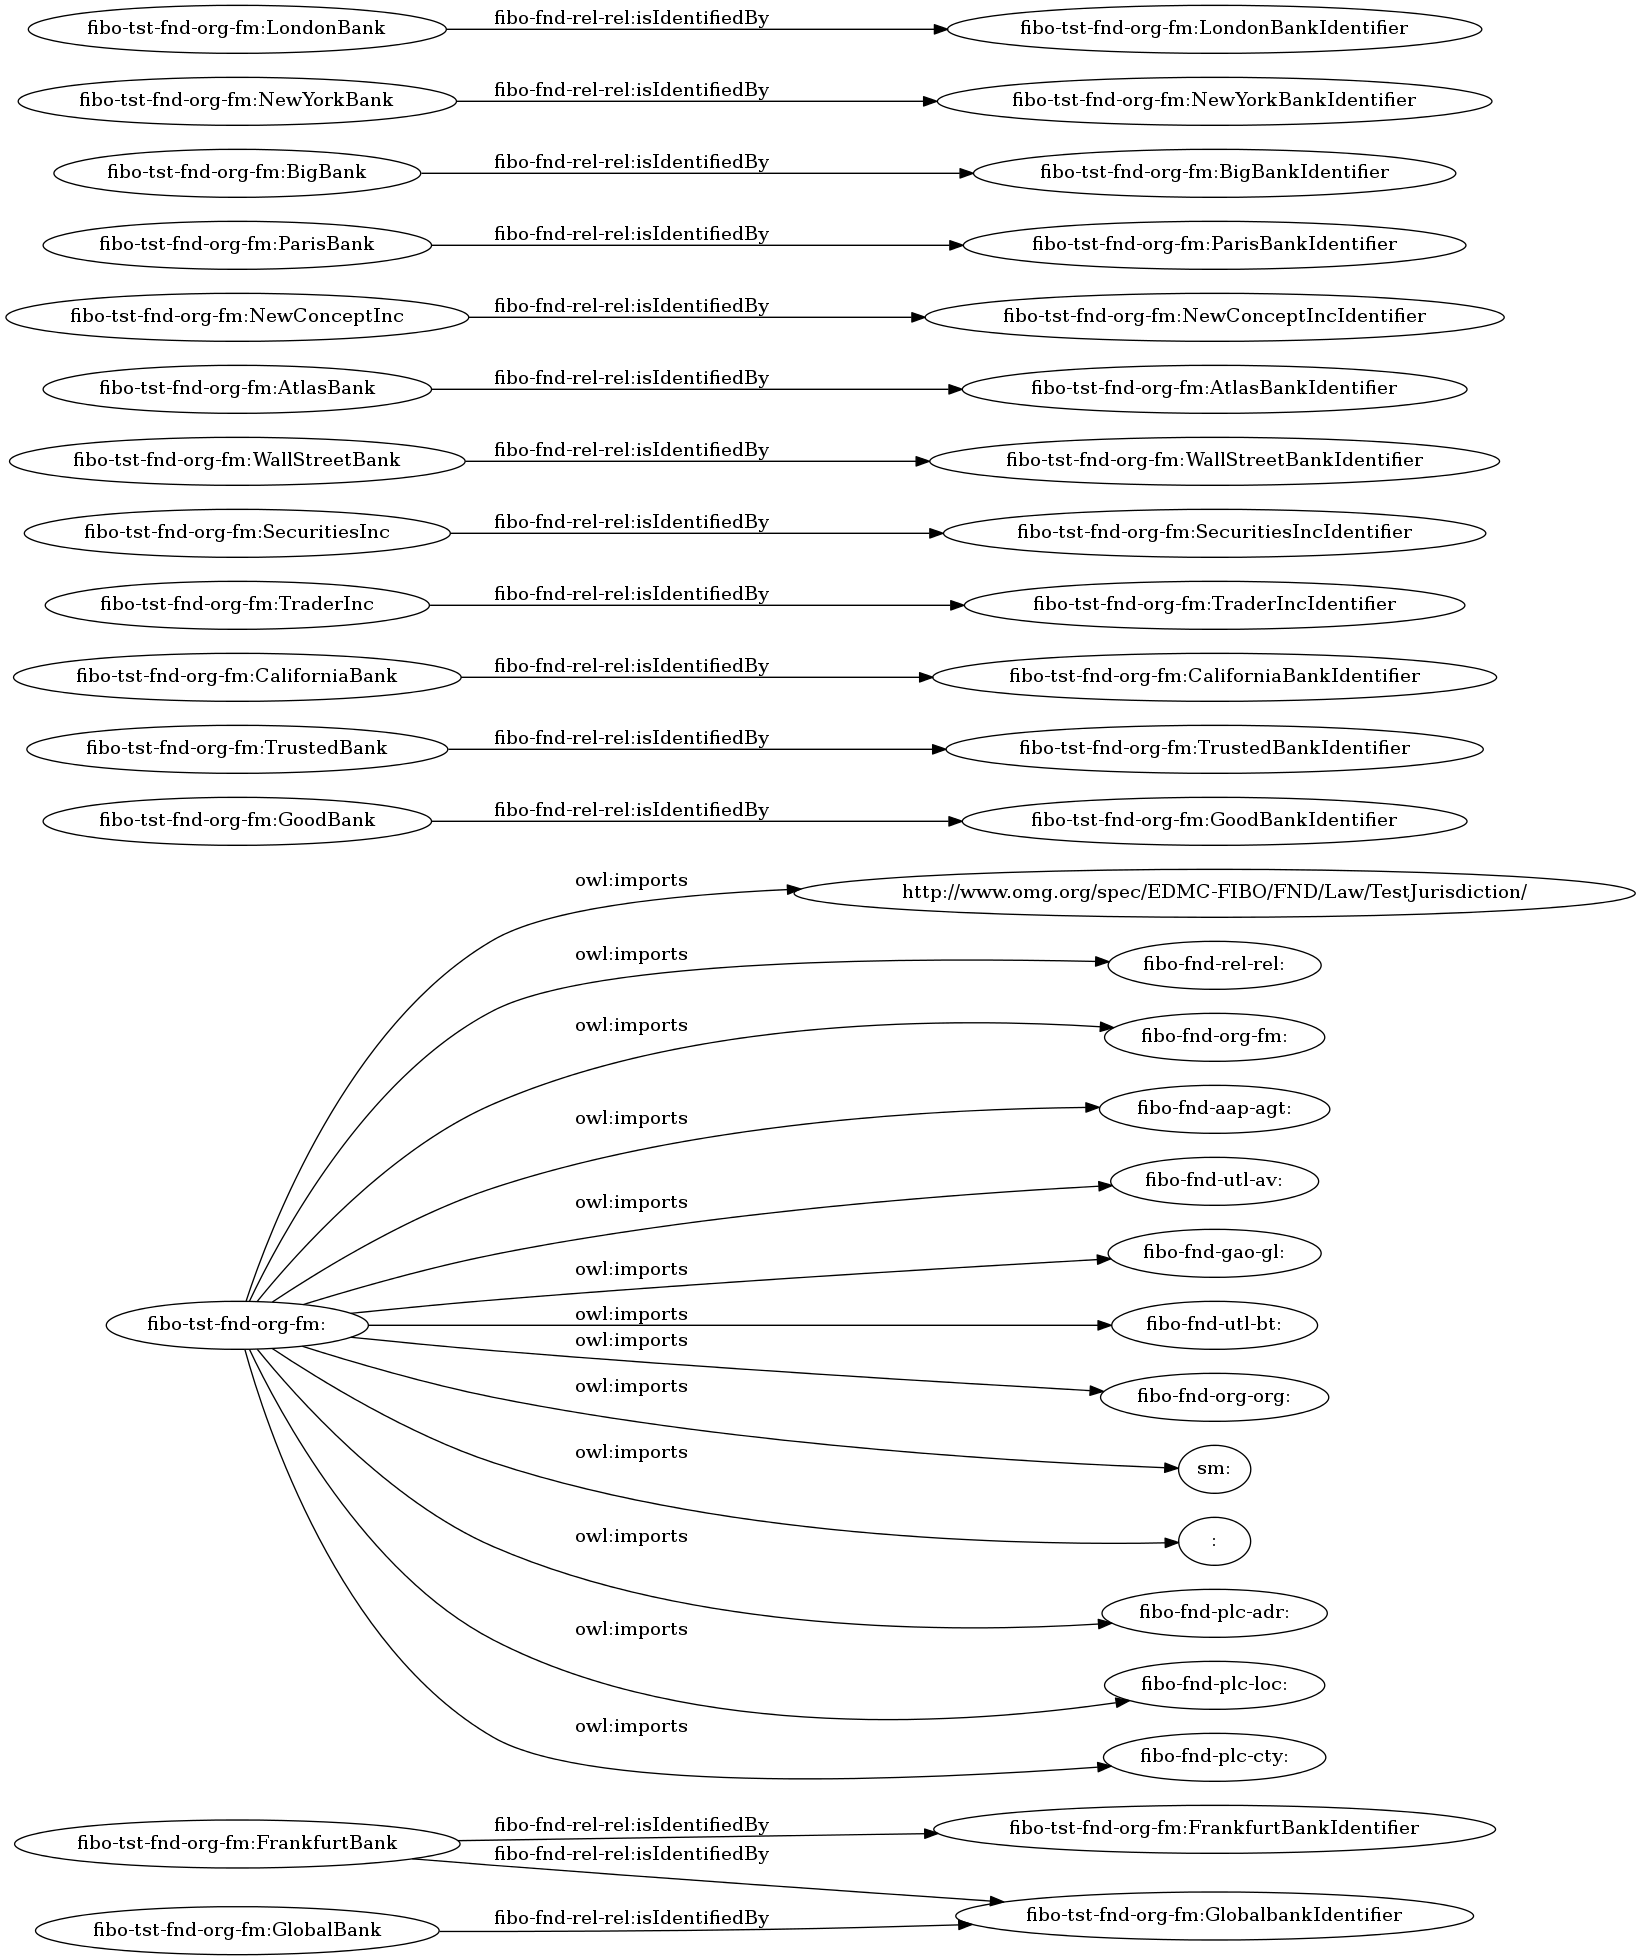 fibo-tst-fnd-org-fm:LondonBank fibo-fnd-rel-rel:isIdentifiedBy fibo-tst-fnd-org-fm:LondonBankIdentifier
fibo-tst-fnd-org-fm:NewYorkBank fibo-fnd-rel-rel:isIdentifiedBy fibo-tst-fnd-org-fm:NewYorkBankIdentifier
fibo-tst-fnd-org-fm:BigBank fibo-fnd-rel-rel:isIdentifiedBy fibo-tst-fnd-org-fm:BigBankIdentifier
fibo-tst-fnd-org-fm:ParisBank fibo-fnd-rel-rel:isIdentifiedBy fibo-tst-fnd-org-fm:ParisBankIdentifier
fibo-tst-fnd-org-fm:NewConceptInc fibo-fnd-rel-rel:isIdentifiedBy fibo-tst-fnd-org-fm:NewConceptIncIdentifier
fibo-tst-fnd-org-fm:AtlasBank fibo-fnd-rel-rel:isIdentifiedBy fibo-tst-fnd-org-fm:AtlasBankIdentifier
fibo-tst-fnd-org-fm:WallStreetBank fibo-fnd-rel-rel:isIdentifiedBy fibo-tst-fnd-org-fm:WallStreetBankIdentifier
fibo-tst-fnd-org-fm:SecuritiesInc fibo-fnd-rel-rel:isIdentifiedBy fibo-tst-fnd-org-fm:SecuritiesIncIdentifier
fibo-tst-fnd-org-fm:TraderInc fibo-fnd-rel-rel:isIdentifiedBy fibo-tst-fnd-org-fm:TraderIncIdentifier
fibo-tst-fnd-org-fm:CaliforniaBank fibo-fnd-rel-rel:isIdentifiedBy fibo-tst-fnd-org-fm:CaliforniaBankIdentifier
fibo-tst-fnd-org-fm:TrustedBank fibo-fnd-rel-rel:isIdentifiedBy fibo-tst-fnd-org-fm:TrustedBankIdentifier
fibo-tst-fnd-org-fm:GoodBank fibo-fnd-rel-rel:isIdentifiedBy fibo-tst-fnd-org-fm:GoodBankIdentifier
owl:imports http://www.omg.org/spec/EDMC-FIBO/FND/Law/TestJurisdiction/
owl:imports fibo-fnd-rel-rel:
owl:imports fibo-fnd-org-fm:
owl:imports fibo-fnd-aap-agt:
owl:imports fibo-fnd-utl-av:
owl:imports fibo-fnd-gao-gl:
fibo-tst-fnd-org-fm: owl:imports fibo-fnd-utl-bt:
owl:imports fibo-fnd-org-org:
owl:imports sm:
owl:imports :
owl:imports fibo-fnd-plc-adr:
owl:imports fibo-fnd-plc-loc:
owl:imports fibo-fnd-plc-cty:
fibo-tst-fnd-org-fm:FrankfurtBank fibo-fnd-rel-rel:isIdentifiedBy fibo-tst-fnd-org-fm:FrankfurtBankIdentifier
fibo-fnd-rel-rel:isIdentifiedBy
fibo-tst-fnd-org-fm:GlobalBank fibo-fnd-rel-rel:isIdentifiedBy fibo-tst-fnd-org-fm:GlobalbankIdentifier